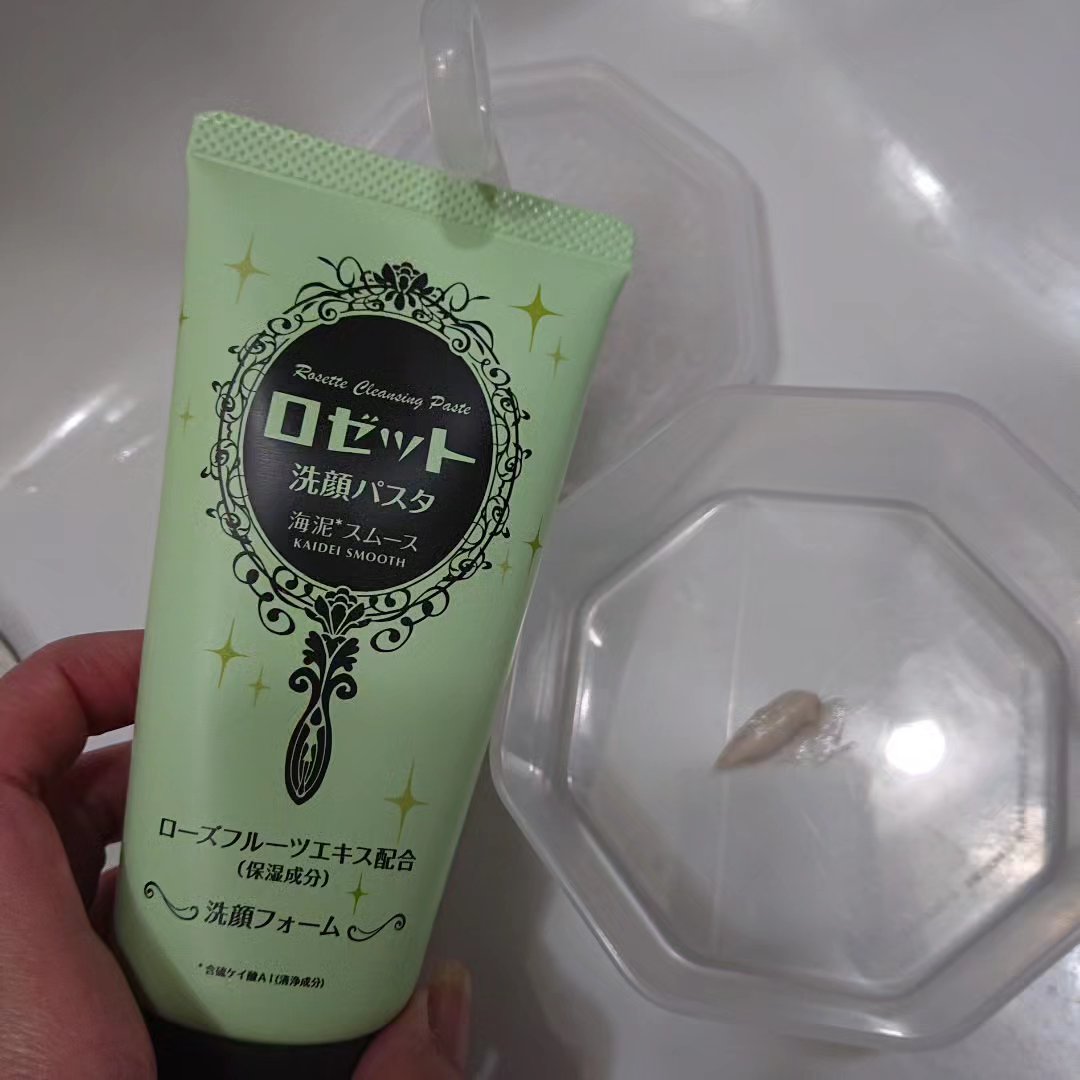 Rosette Cleansing Paste
ロゼット
洗顔パスタ
海泥*スムース
KAIDEI SMOOTH
ローズフルーツエキス配合
(保湿成分)
洗顔フォーム
*含硫ケイ酸Al(清浄成分)